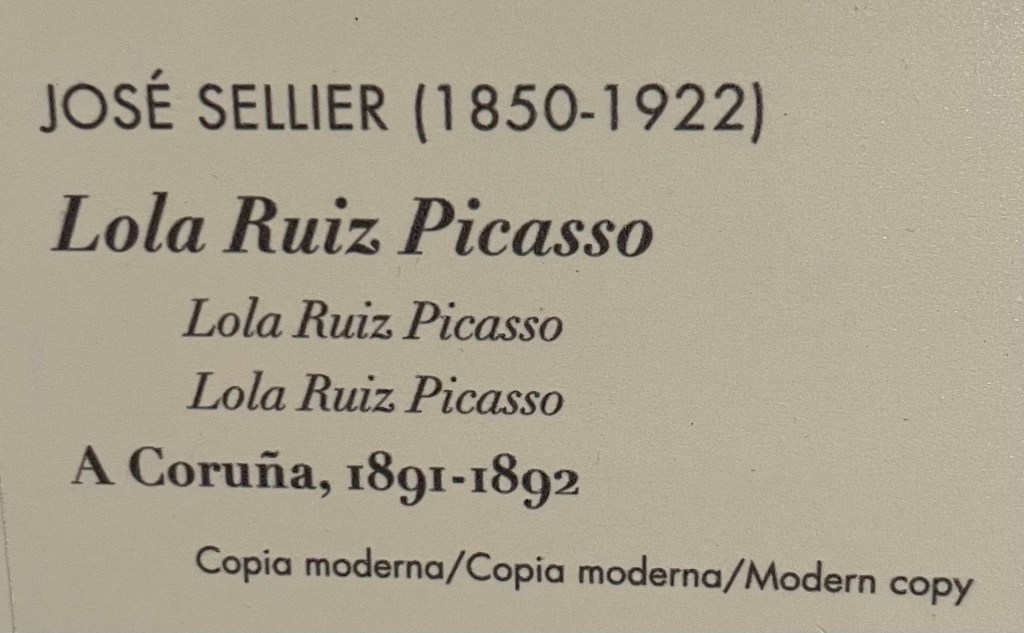 JOSÉ SELLIER (1850-1922)
Lola Ruiz Picasso
Lola Ruiz Picasso
Lola Ruiz Picasso
A Coruña, 1891-1892
Copia moderna/Copia moderna/Modern copy